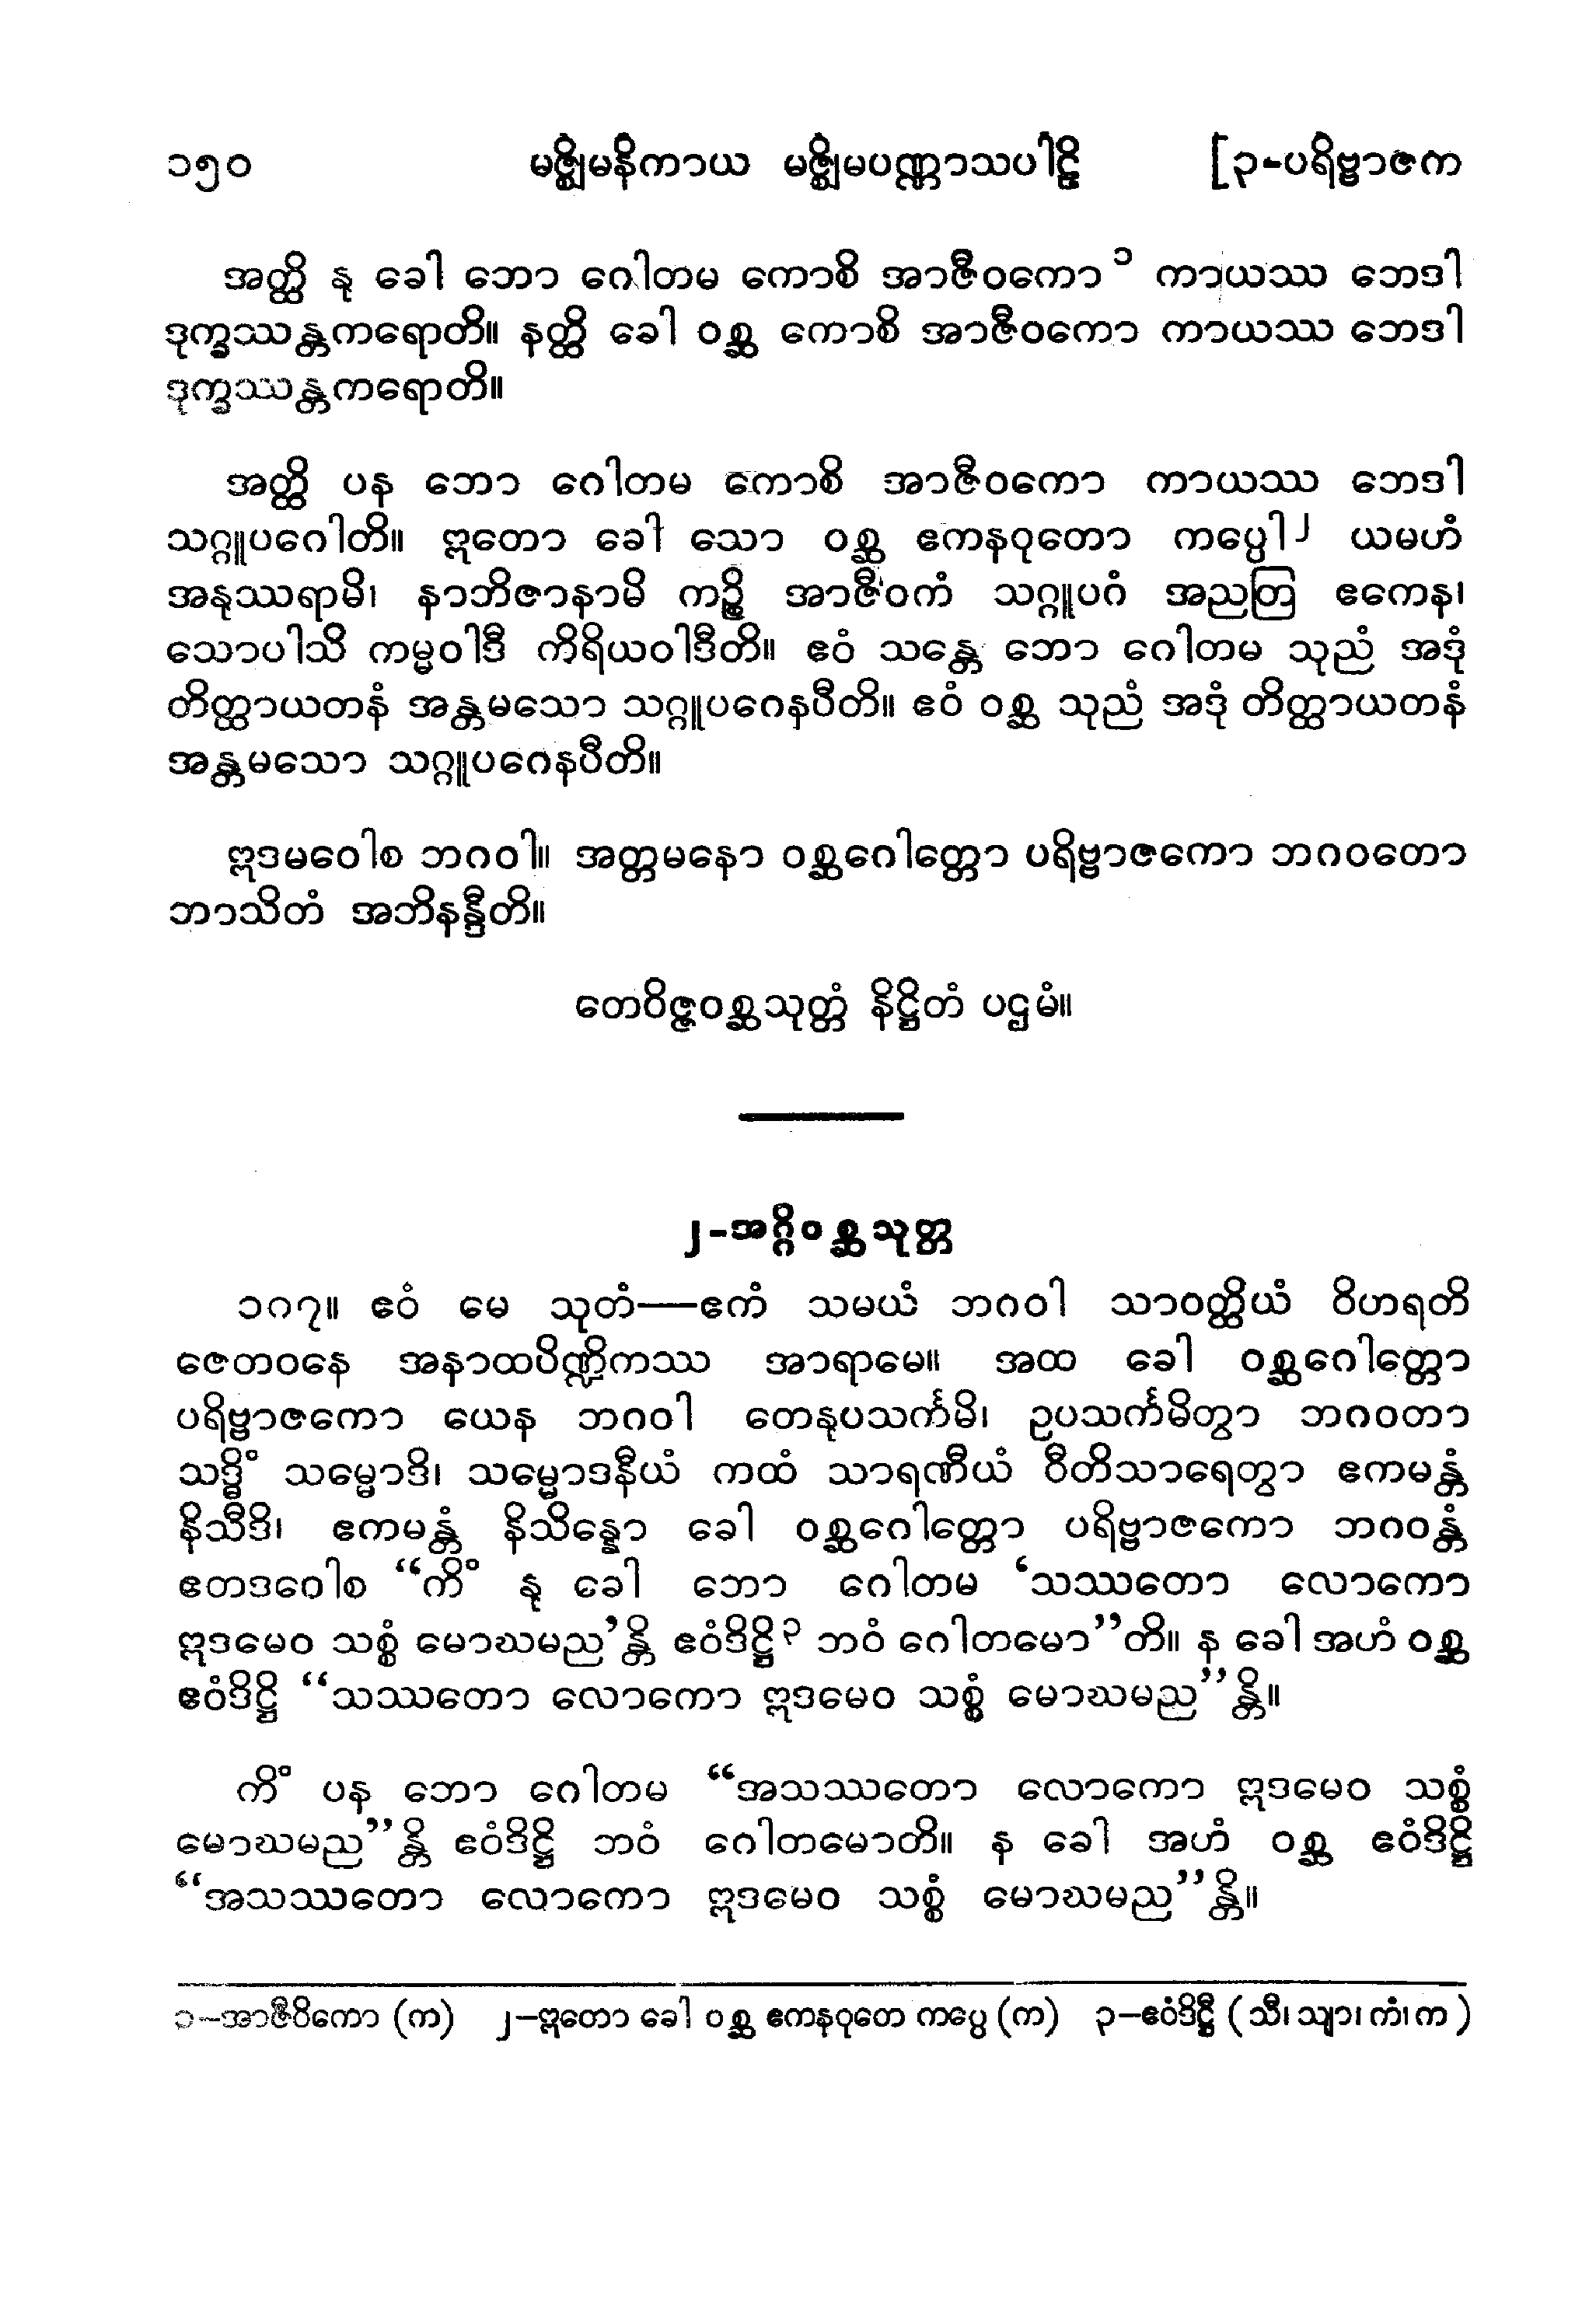 ၁၅၀ မဇ္ဈိမနိကာယ မဇ္ဈိမပဏ္ဏာသပါဠိ [၃-ပရိဗ္ဗာဇက
အတ္ထိ နု ခေါ ဘော ဂေါတမ ကောစိ အာဇီဝကော ၁ ကာယဿ ဘေဒါ
ဒုက္ခဿန္တကရောတိ။ နတ္ထိ ခေါ ဝစ္ဆ ကောစိ အာဇီဝကော ကာယဿ ဘေဒါ
ဒုက္ခဿန္တကရောတိ။
အတ္ထိ ပန ဘော ဂေါတမ ကောစိ အာဇီဝကော ကာယဿ ဘေဒါ
သဂ္ဂူပဂေါတိ။ ဣတော ခေါ သော ဝစ္ဆ ဧကနဝုတော ကပ္ပေါ၂ ယမဟံ
အနုဿရာမိ၊ နာဘိဇာနာမိ ကဉ္စိ အာဇီဝကံ သဂ္ဂူပဂံ အညတြ ဧကေန၊
သောပါသိ ကမ္မဝါဒီ ကိရိယဝါဒီတိ။ ဧဝံ သန္တေ ဘော ဂေါတမ သုညံ အဒုံ
တိတ္ထာယတနံ အန္တမသော သဂ္ဂူပဂေနပီတိ။ ဧဝံ ဝစ္ဆ သုညံ အဒုံ တိတ္ထာယတနံ
အန္တမသော သဂ္ဂူပဂေနပီတိ။
ဣဒမဝေါစ ဘဂဝါ။ အတ္တမနော ဝစ္ဆဂေါတ္တော ပရိဗ္ဗာဇကော ဘဂဝတော
ဘာသိတံ အဘိနန္ဒီတိ။
တေဝိဇ္ဇဝစ္ဆသုတ္တံ နိဋ္ဌိတံ ပဌမံ။
၂-အဂ္ဂိဝစ္ဆသုတ္တ
၁၈၇။ ဧဝံ မေ သုတံ—ဧကံ သမယံ ဘဂဝါ သာဝတ္ထိယံ ဝိဟရတိ
ဇေတဝနေ အနာထပိဏ္ဍိကဿ အာရာမေ။ အထ ခေါ ဝစ္ဆဂေါတ္တော
ပရိဗ္ဗာဇကော ယေန ဘဂဝါ တေနုပသင်္ကမိ၊ ဥပသင်္ကမိတွာ ဘဂဝတာ
သဒ္ဓိံ သမ္မောဒိ၊ သမ္မောဒနီယံ ကထံ သာရဏီယံ ဝီတိသာရေတွာ ဧကမန္တံ
နိသီဒိ၊ ဧကမန္တံ နိသိန္နော ခေါ ဝစ္ဆဂေါတ္တော ပရိဗ္ဗာဇကော ဘဂဝန္တံ
ဧတဒဝေါစ “ကိံ နု ခေါ ဘော ဂေါတမ ‘သဿတော လောကော
ဣဒမေဝ သစ္စံ မောဃမည’န္တိ ဧဝံဒိဋ္ဌိ၃ ဘဝံ ဂေါတမော”တိ။ န ခေါ အဟံ ဝစ္ဆ
ဧဝံဒိဋ္ဌိ “သဿတော လောကော ဣဒမေဝ သစ္စံ မောဃမည”န္တိ။
ကိံ ပန ဘော ဂေါတမ “အသဿတော လောကော ဣဒမေဝ သစ္စံ
မောဃမည”န္တိ ဧဝံဒိဋ္ဌိ ဘဝံ ဂေါတမောတိ။ န ခေါ အဟံ ဝစ္ဆ ဧဝံဒိဋ္ဌိ
“အသဿတော လောကော ဣဒမေဝ သစ္စံ မောဃမည”န္တိ။
၁–အာဇီဝိကော (က) ၂–ဣတော ခေါ ဝစ္ဆ ဧကနဝုတေ ကပ္ပေ (က) ၃–ဧဝံဒိဋ္ဌီ (သီ၊ သျာ၊ ကံ၊ က)